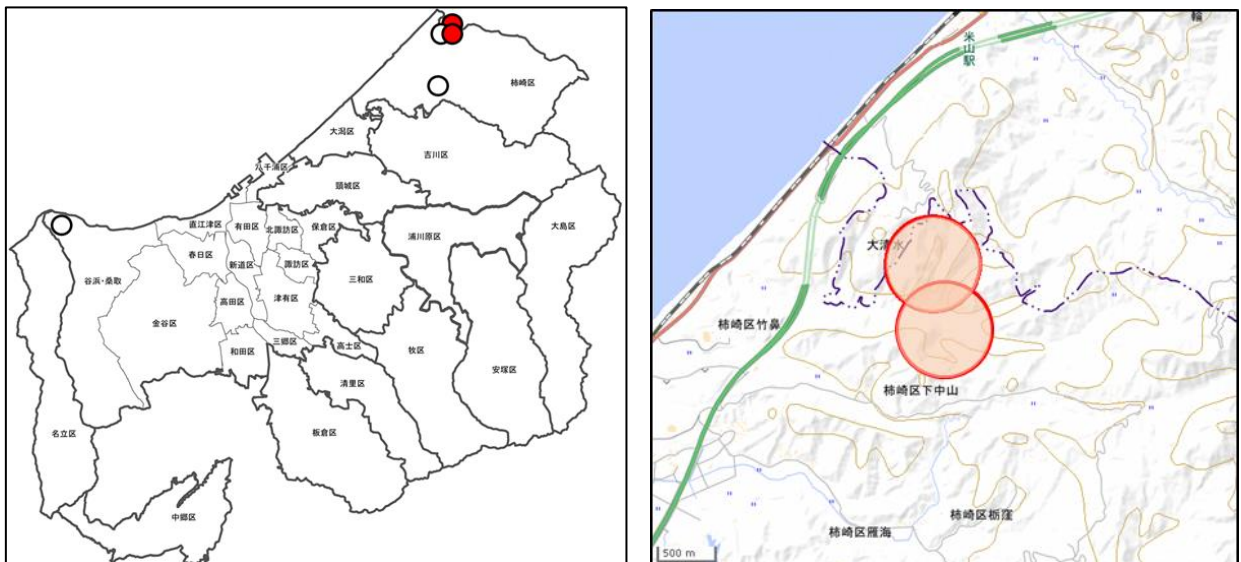 柿崎区
大潟区
吉川区
八千浦区
頸城区
大島区
直江津区
有田区
北諏訪区
保倉区
浦川原区
春日区
谷浜・桑取
新道区
諏訪区
三和区
高田区
津有区
金谷区
安塚区
和田区
三郷区
高士区
牧区
清里区
板倉区
名立区
中郷区
輪
米山駅
大清水
柿崎区竹鼻
柿崎区下中山
柿崎区栃窪
柿崎区雁海
500 m